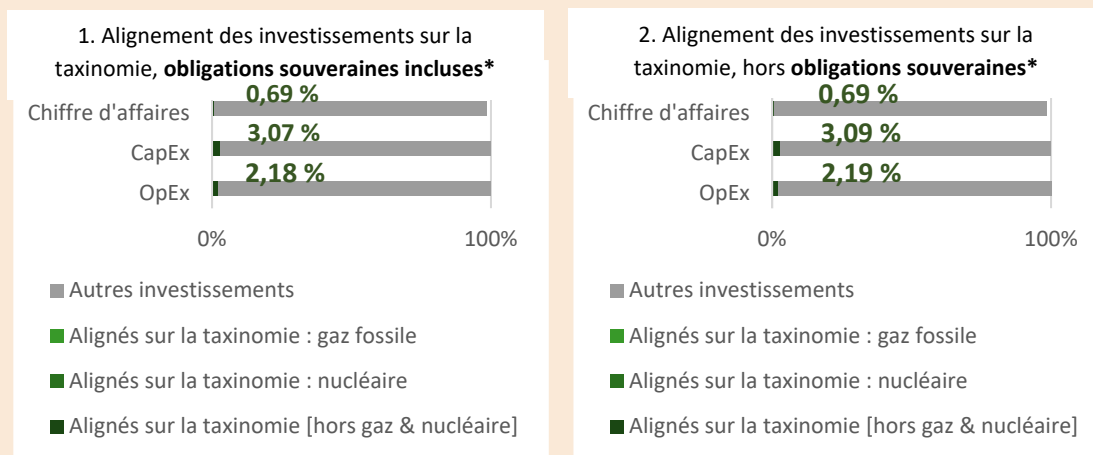 1. Alignement des investissements sur la
taxinomie, obligations souveraines incluses*
Chiffre d'affaires
0,69 %
CapEx
3,07 %
OpEx
2,18 %
0%
100%
Autres investissements
Alignés sur la taxinomie : gaz fossile
Alignés sur la taxinomie : nucléaire
Alignés sur la taxinomie [hors gaz & nucléaire]
2. Alignement des investissements sur la
taxinomie, hors obligations souveraines*
Chiffre d'affaires
0,69 %
CapEx
3,09 %
OpEx
2,19 %
0%
100%
Autres investissements
Alignés sur la taxinomie : gaz fossile
Alignés sur la taxinomie : nucléaire
Alignés sur la taxinomie [hors gaz & nucléaire]